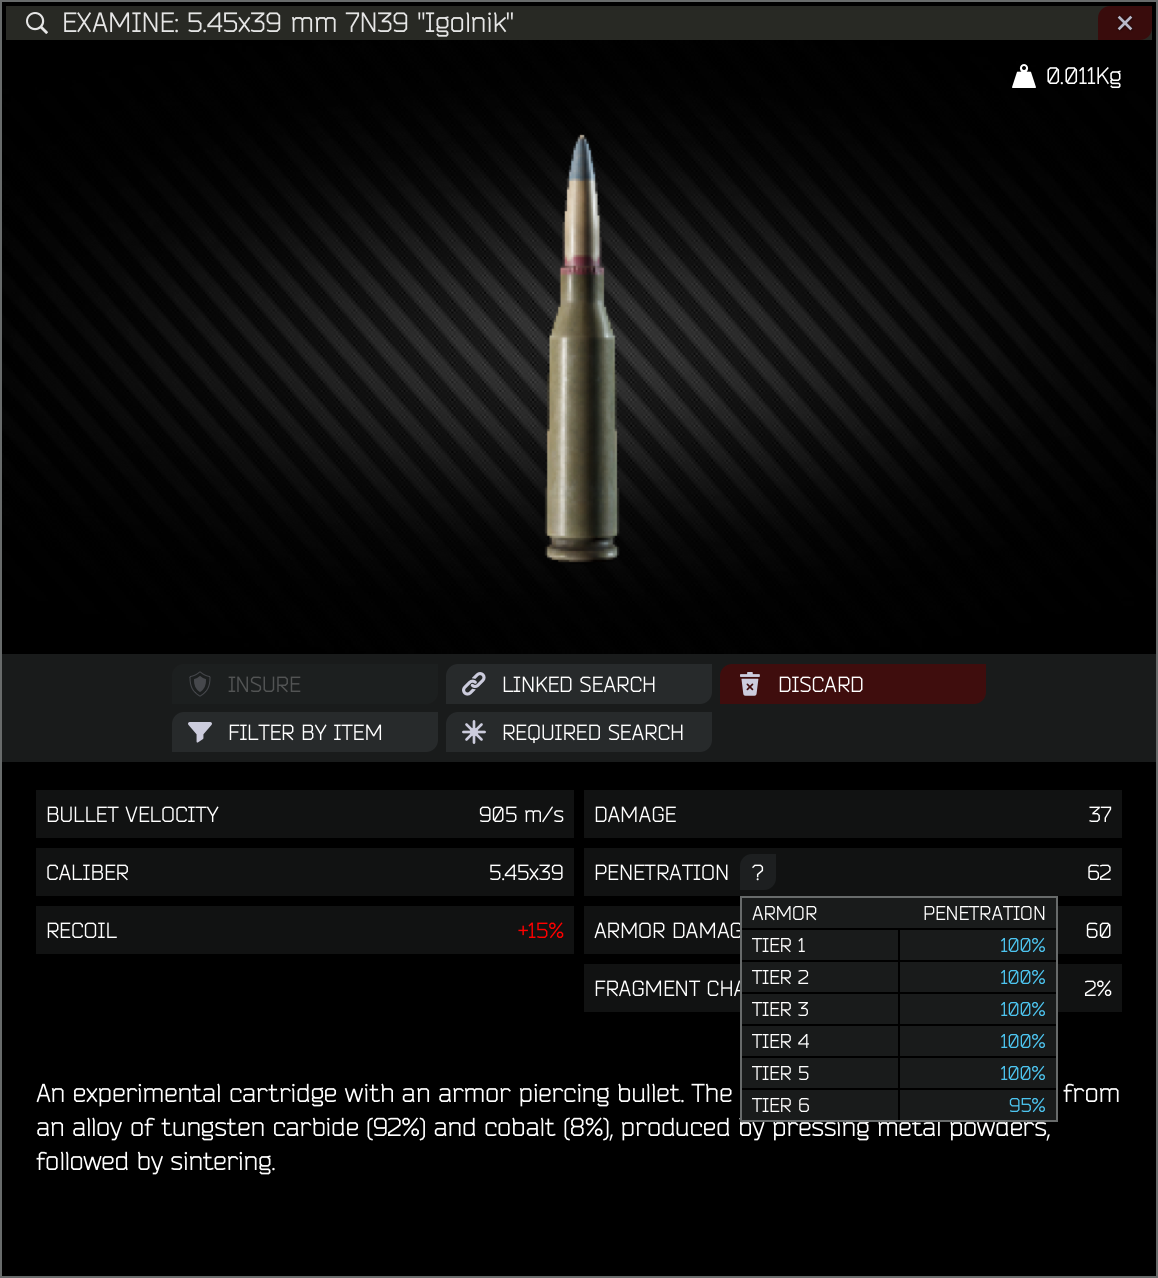 EXAMINE: 5.45x39 mm 7N39 "Igolnik"
0.011Kg
INSURE
LINKED SEARCH
DISCARD
FILTER BY ITEM
REQUIRED SEARCH
BULLET VELOCITY 905 m/s
DAMAGE 37
CALIBER 5.45x39
PENETRATION ? 62
RECOIL +15%
ARMOR DAMAG 60
FRAGMENT CHA 2%
ARMOR PENETRATION
TIER 1 100%
TIER 2 100%
TIER 3 100%
TIER 4 100%
TIER 5 100%
TIER 6 95%
An experimental cartridge with an armor piercing bullet. The from
an alloy of tungsten carbide (92%) and cobalt (8%), produced by pressing metal powders,
followed by sintering.